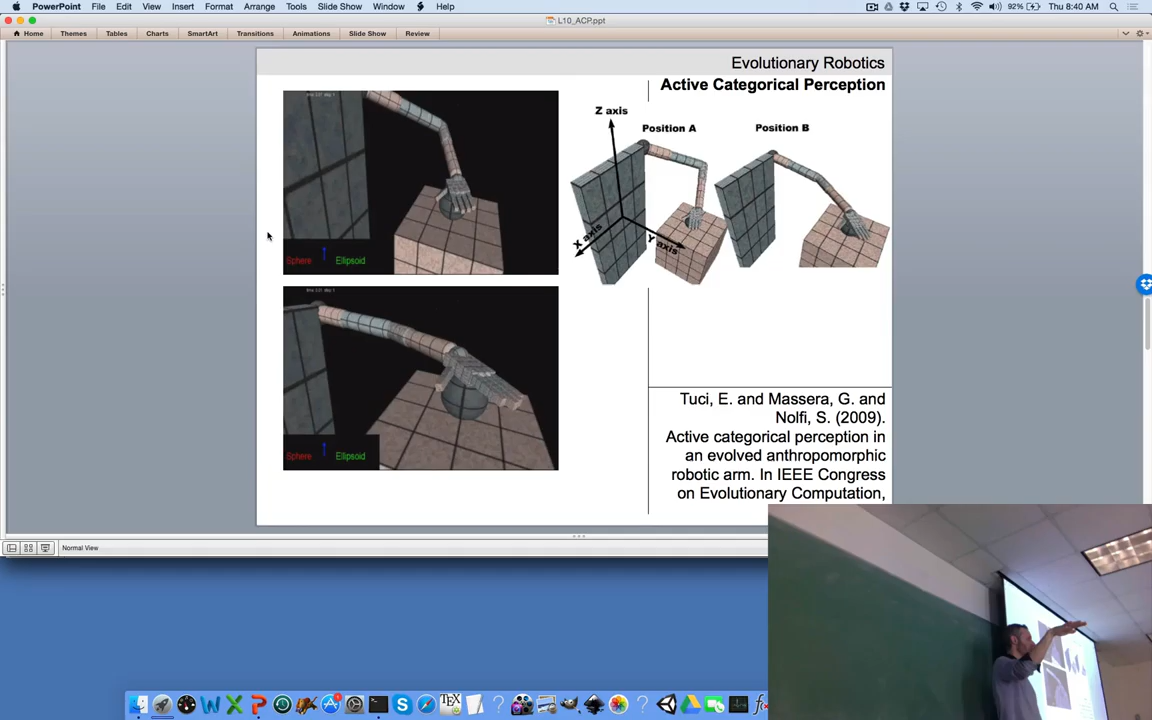 PowerPoint File Edit View Insert Format Arrange Tools Slide Show Window Help 92% Thu 8:40 AM
L10_ACP.ppt
Home Themes Tables Charts SmartArt Transitions Animations Slide Show Review
Evolutionary Robotics
Active Categorical Perception
Z axis
Position A
Position B
X axis
Y axis
Sphere
Ellipsoid
Sphere
Ellipsoid
Tuci, E. and Massera, G. and
Nolfi, S. (2009).
Active categorical perception in
an evolved anthropomorphic
robotic arm. In IEEE Congress
on Evolutionary Computation,
Normal View